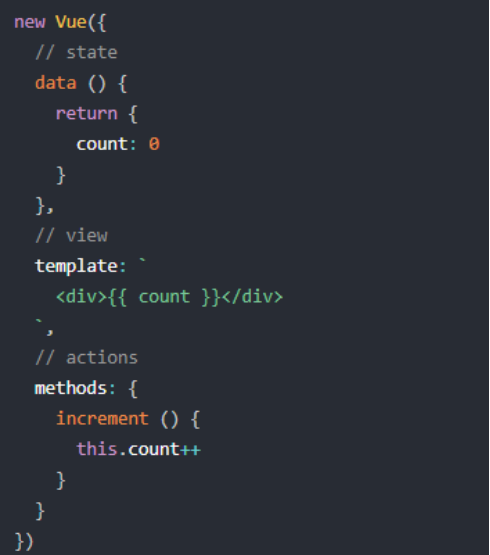 new Vue({
  // state
  data () {
    return {
      count: 0
    }
  },
  // view
  template: `
    <div>{{ count }}</div>
  `,
  // actions
  methods: {
    increment () {
      this.count++
    }
  }
})